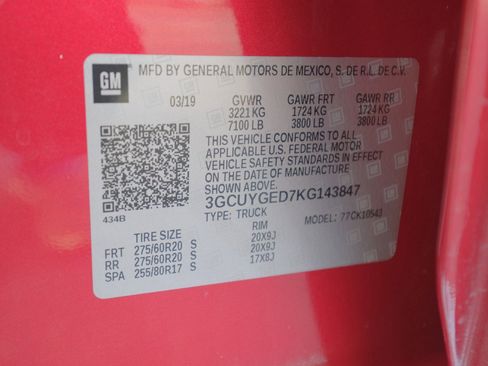 GM
MFD BY GENERAL MOTORS DE MEXICO, S. DE R.L. DE C.V.
03/19 GVWR GAWR FRT GAWR RR
3221 KG 1724 KG 1724 KG
7100 LB 3800 LB 3800 LB
THIS VEHICLE CONFORMS TO ALL
APPLICABLE U.S. FEDERAL MOTOR
VEHICLE SAFETY STANDARDS IN EFFECT
ON THE DATE OF MANUFACTURE
SHOWN ABOVE.
3GCUYGED7KG143847
434B
TYPE: TRUCK MODEL: 77CK10543
TIRE SIZE RIM
FRT 275/60R20 S 20X9J
RR 275/60R20 S 20X9J
SPA 255/80R17 S 17X8J